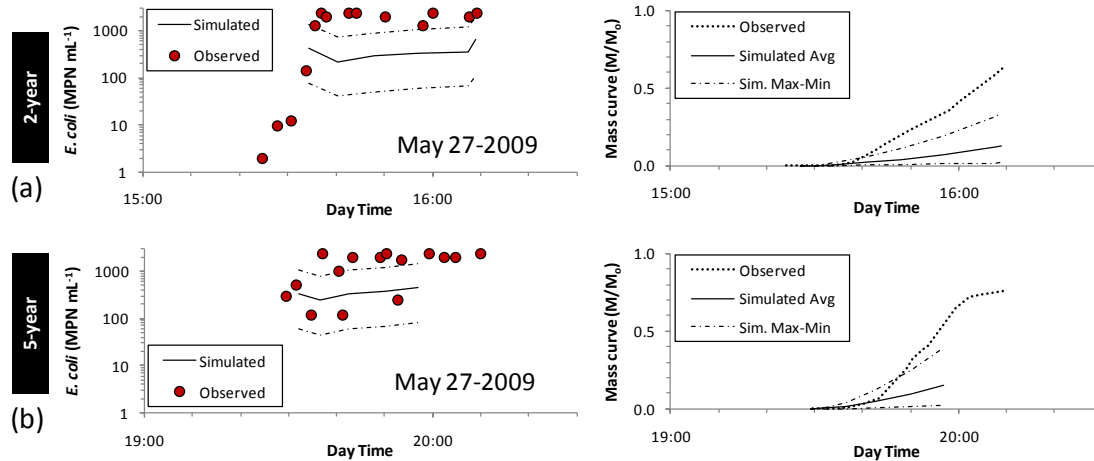 2-year
(a)
E. coli (MPN mL⁻¹)
1000
100
10
1
Simulated
Observed
May 27-2009
15:00
16:00
Day Time
Mass curve (M/Mₒ)
1.0
0.5
0.0
Observed
Simulated Avg
Sim. Max-Min
15:00
16:00
Day Time
5-year
(b)
E. coli (MPN mL⁻¹)
1000
100
10
1
Simulated
Observed
May 27-2009
19:00
20:00
Day Time
Mass curve (M/Mₒ)
1.0
0.5
0.0
Observed
Simulated Avg
Sim. Max-Min
19:00
20:00
Day Time